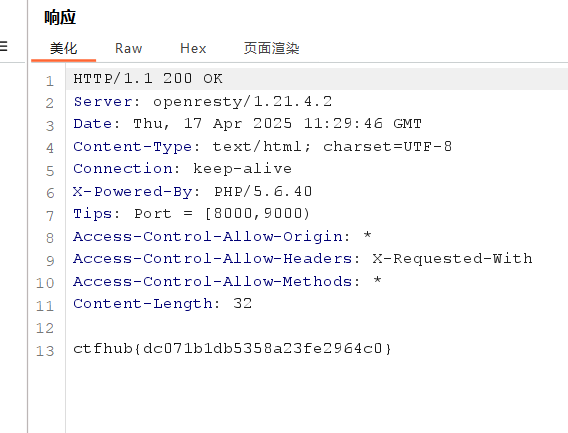 响应
美化 Raw Hex 页面渲染
1 HTTP/1.1 200 OK
2 Server: openresty/1.21.4.2
3 Date: Thu, 17 Apr 2025 11:29:46 GMT
4 Content-Type: text/html; charset=UTF-8
5 Connection: keep-alive
6 X-Powered-By: PHP/5.6.40
7 Tips: Port = [8000,9000)
8 Access-Control-Allow-Origin: *
9 Access-Control-Allow-Headers: X-Requested-With
10 Access-Control-Allow-Methods: *
11 Content-Length: 32
12
13 ctfhub{dc071b1db5358a23fe2964c0}